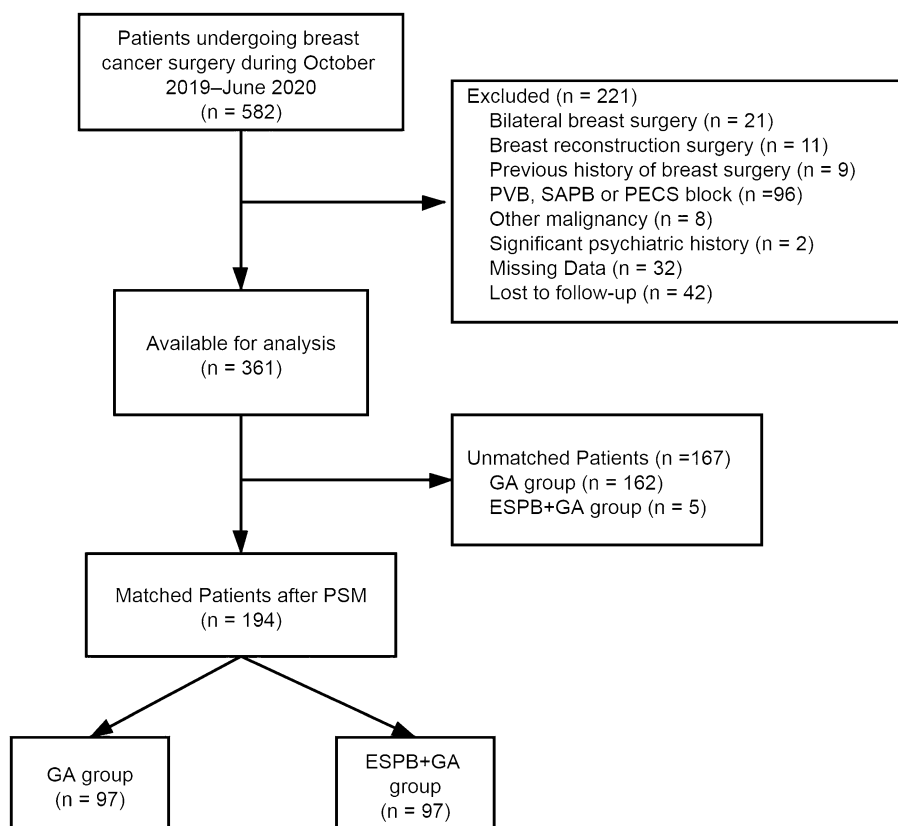 Patients undergoing breast
cancer surgery during October
2019–June 2020
(n = 582)
Excluded (n = 221)
Bilateral breast surgery (n = 21)
Breast reconstruction surgery (n = 11)
Previous history of breast surgery (n = 9)
PVB, SAPB or PECS block (n =96)
Other malignancy (n = 8)
Significant psychiatric history (n = 2)
Missing Data (n = 32)
Lost to follow-up (n = 42)
Available for analysis
(n = 361)
Unmatched Patients (n =167)
GA group (n = 162)
ESPB+GA group (n = 5)
Matched Patients after PSM
(n = 194)
GA group
(n = 97)
ESPB+GA
group
(n = 97)